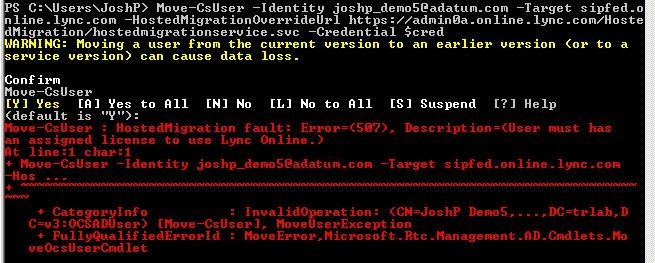 PS C:\Users\JoshP> Move-CsUser -Identity joshp_demo5@adatum.com -Target sipfed.o
nline.lync.com -HostedMigrationOverrideUrl https://admin0a.online.lync.com/Hoste
dMigration/hostedmigrationservice.svc -Credential $cred
WARNING: Moving a user from the current version to an earlier version (or to a
service version) can cause data loss.
Confirm
Move-CsUser
[Y] Yes  [A] Yes to All  [N] No  [L] No to All  [S] Suspend  [?] Help
(default is "Y"):
Move-CsUser : HostedMigration fault: Error=(507), Description=(User must has
an assigned license to use Lync Online.)
At line:1 char:1
+ Move-CsUser -Identity joshp_demo5@adatum.com -Target sipfed.online.lync.com
-Hos ...
+ ~~~~~~~~~~~~~~~~~~~~~~~~~~~~~~~~~~~~~~~~~~~~~~~~~~~~~~~~~~~~~~~~~~~~~~~~~~~~~
~~~
    + CategoryInfo          : InvalidOperation: (CN=JoshP Demo5,...,DC=trlab,D
   C=v3:OCSADUser) [Move-CsUser], MoveUserException
    + FullyQualifiedErrorId : MoveError,Microsoft.Rtc.Management.AD.Cmdlets.Mo
   veOcsUserCmdlet